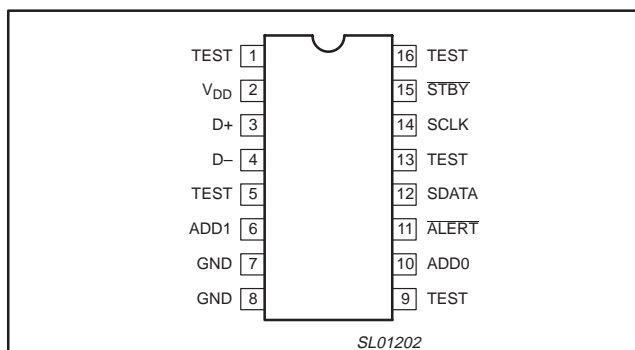 TEST 1 16 TEST
VDD 2 15 STBY
D+ 3 14 SCLK
D– 4 13 TEST
TEST 5 12 SDATA
ADD1 6 11 ALERT
GND 7 10 ADD0
GND 8 9 TEST
SL01202